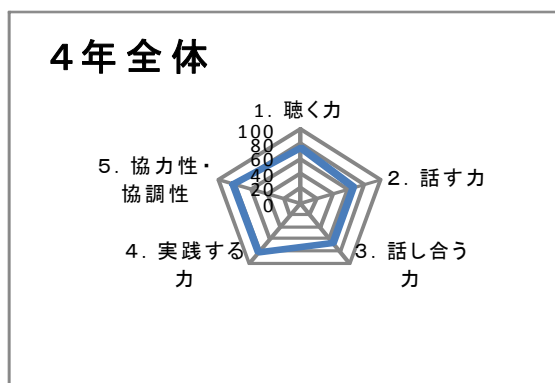 4年全体
1. 聴く力
100
80
60
40
20
0
2. 話す力
3. 話し合う
力
4. 実践する
力
5. 協力性・
協調性